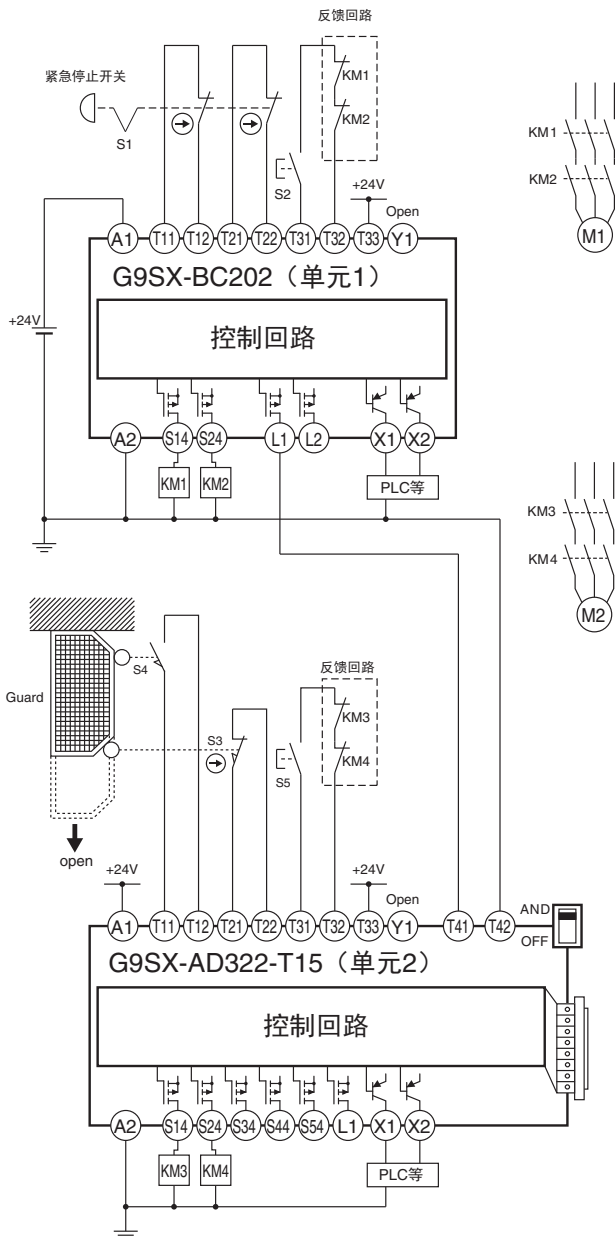 反馈回路
紧急停止开关
S1
KM1
KM2
S2
+24V
Open
A1 T11 T12 T21 T22 T31 T32 T33 Y1
G9SX-BC202（单元1）
控制回路
+24V
A2 S14 S24 L1 L2 X1 X2
KM1 KM2 PLC等
KM1
KM2
M1
KM3
KM4
M2
Guard
S4
S3
S5
反馈回路
KM3
KM4
open
+24V
+24V
Open
A1 T11 T12 T21 T22 T31 T32 T33 Y1 T41 T42
AND
OFF
G9SX-AD322-T15（单元2）
控制回路
A2 S14 S24 S34 S44 S54 L1 X1 X2
KM3 KM4 PLC等